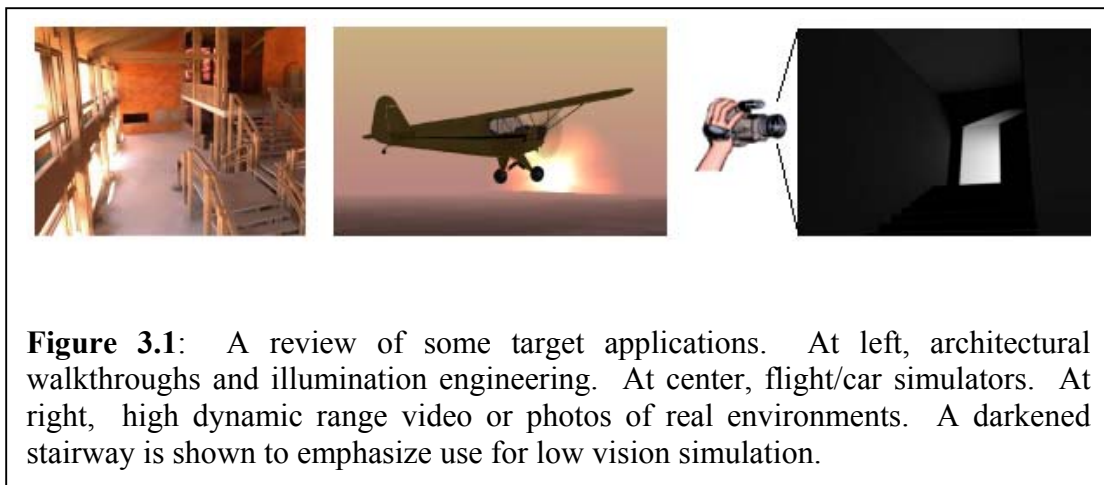 Figure 3.1: A review of some target applications. At left, architectural
walkthroughs and illumination engineering. At center, flight/car simulators. At
right, high dynamic range video or photos of real environments. A darkened
stairway is shown to emphasize use for low vision simulation.